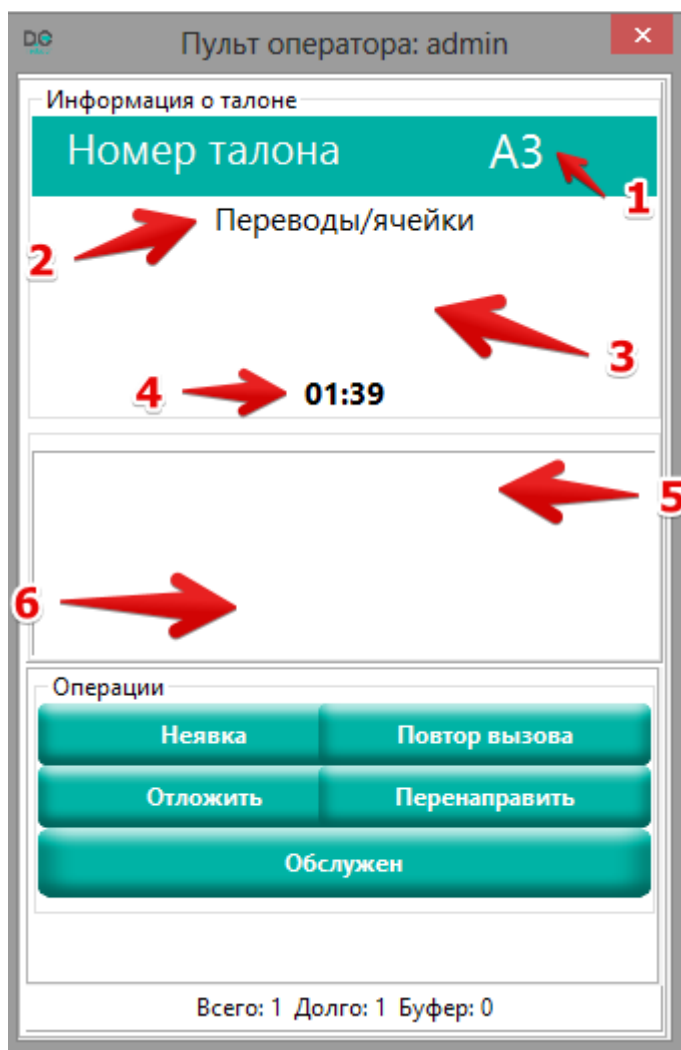 Пульт оператора: admin
Информация о талоне
Номер талона A3
1
Переводы/ячейки
2
3
4 01:39
5
6
Операции
Неявка Повтор вызова
Отложить Перенаправить
Обслужен
Всего: 1 Долго: 1 Буфер: 0